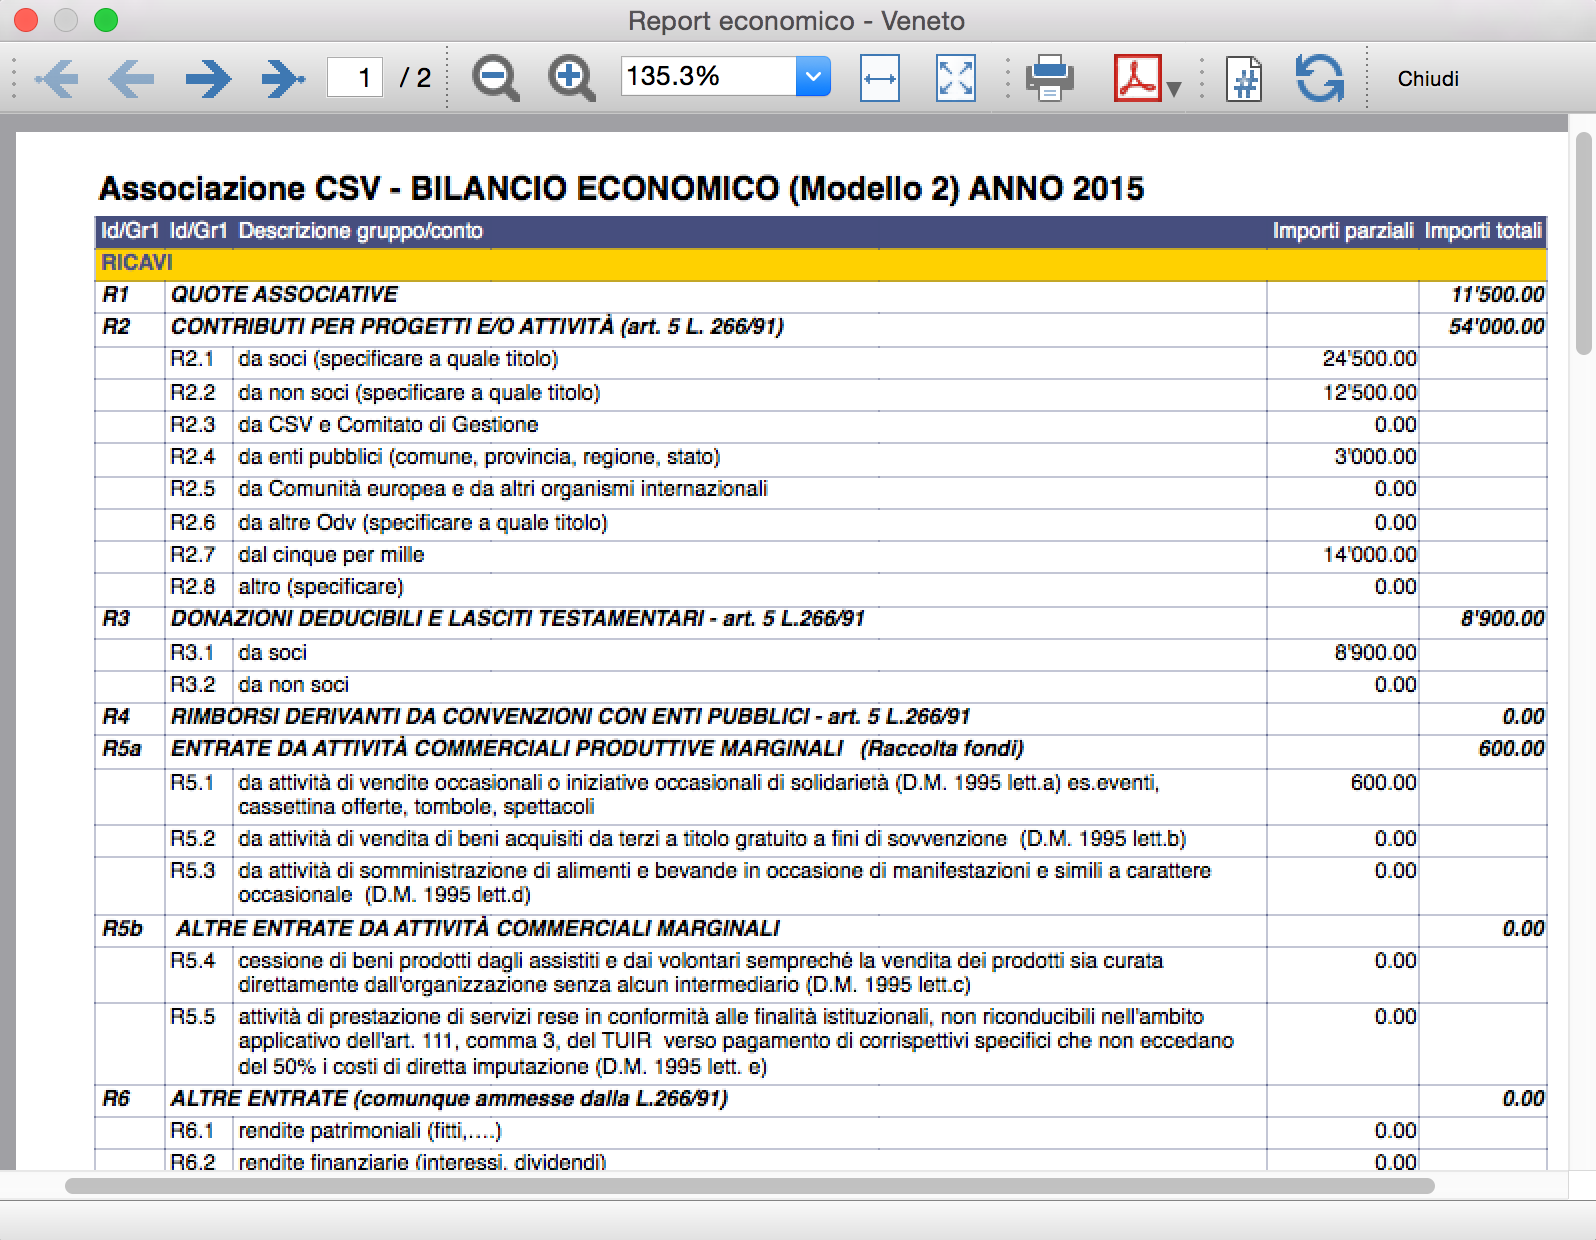 Report economico - Veneto
1 / 2 135.3% Chiudi
Associazione CSV - BILANCIO ECONOMICO (Modello 2) ANNO 2015
Id/Gr1 Id/Gr1 Descrizione gruppo/conto Importi parziali Importi totali
RICAVI
R1 QUOTE ASSOCIATIVE 11'500.00
R2 CONTRIBUTI PER PROGETTI E/O ATTIVITÀ (art. 5 L. 266/91) 54'000.00
R2.1 da soci (specificare a quale titolo) 24'500.00
R2.2 da non soci (specificare a quale titolo) 12'500.00
R2.3 da CSV e Comitato di Gestione 0.00
R2.4 da enti pubblici (comune, provincia, regione, stato) 3'000.00
R2.5 da Comunità europea e da altri organismi internazionali 0.00
R2.6 da altre Odv (specificare a quale titolo) 0.00
R2.7 dal cinque per mille 14'000.00
R2.8 altro (specificare) 0.00
R3 DONAZIONI DEDUCIBILI E LASCITI TESTAMENTARI - art. 5 L.266/91 8'900.00
R3.1 da soci 8'900.00
R3.2 da non soci 0.00
R4 RIMBORSI DERIVANTI DA CONVENZIONI CON ENTI PUBBLICI - art. 5 L.266/91 0.00
R5a ENTRATE DA ATTIVITÀ COMMERCIALI PRODUTTIVE MARGINALI (Raccolta fondi) 600.00
R5.1 da attività di vendite occasionali o iniziative occasionali di solidarietà (D.M. 1995 lett.a) es.eventi, 600.00
cassettina offerte, tombole, spettacoli
R5.2 da attività di vendita di beni acquisiti da terzi a titolo gratuito a fini di sovvenzione (D.M. 1995 lett.b) 0.00
R5.3 da attività di somministrazione di alimenti e bevande in occasione di manifestazioni e simili a carattere 0.00
occasionale (D.M. 1995 lett.d)
R5b ALTRE ENTRATE DA ATTIVITÀ COMMERCIALI MARGINALI 0.00
R5.4 cessione di beni prodotti dagli assistiti e dai volontari sempreché la vendita dei prodotti sia curata 0.00
direttamente dall'organizzazione senza alcun intermediario (D.M. 1995 lett.c)
R5.5 attività di prestazione di servizi rese in conformità alle finalità istituzionali, non riconducibili nell'ambito 0.00
applicativo dell'art. 111, comma 3, del TUIR verso pagamento di corrispettivi specifici che non eccedano
del 50% i costi di diretta imputazione (D.M. 1995 lett. e)
R6 ALTRE ENTRATE (comunque ammesse dalla L.266/91) 0.00
R6.1 rendite patrimoniali (fitti,....) 0.00
R6.2 rendite finanziarie (interessi, dividendi) 0.00